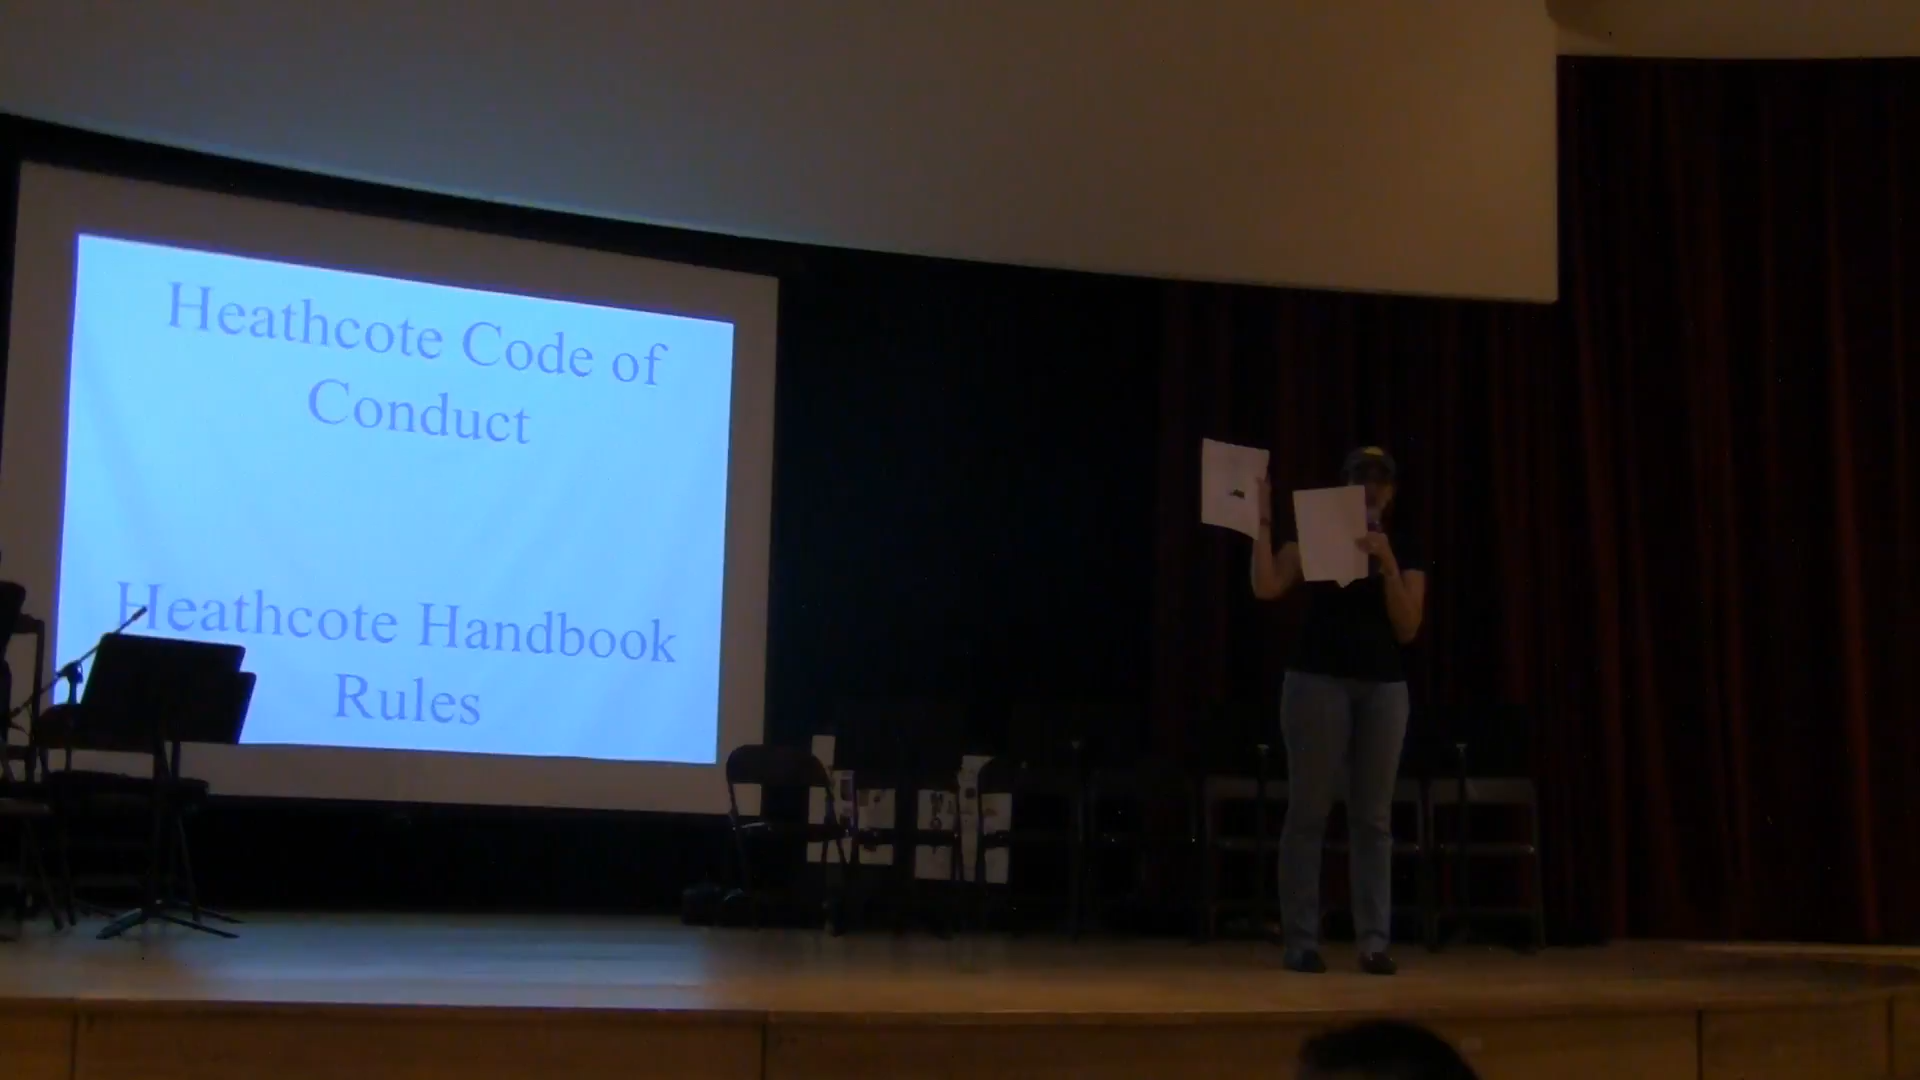 Heathcote Code of
Conduct
Heathcote Handbook
Rules